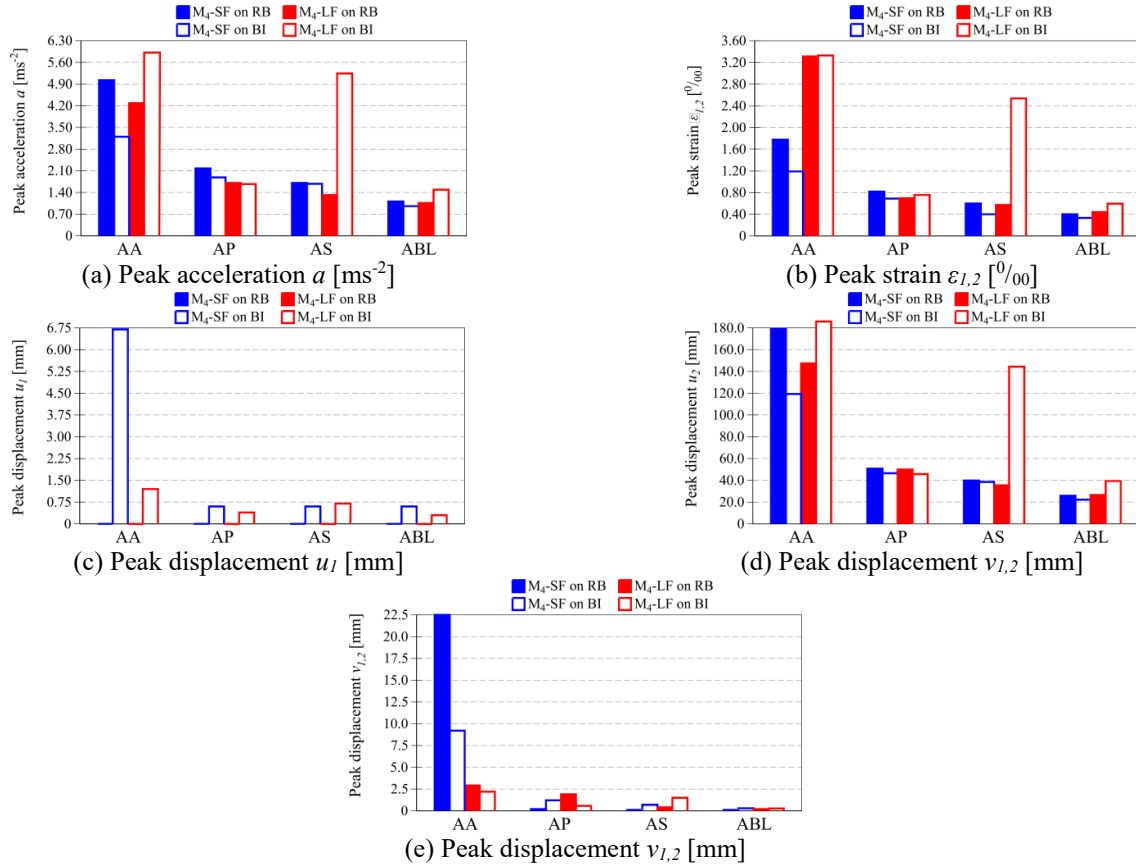 M4-SF on RB M4-LF on RB
M4-SF on BI M4-LF on BI
Peak acceleration a [ms-2]
6.30
5.60
4.90
4.20
3.50
2.80
2.10
1.40
0.70
0
AA AP AS ABL
(a) Peak acceleration a [ms-2]
M4-SF on RB M4-LF on RB
M4-SF on BI M4-LF on BI
Peak strain ε1,2 [0/00]
3.60
3.20
2.80
2.40
2.00
1.60
1.20
0.80
0.40
0
AA AP AS ABL
(b) Peak strain ε1,2 [0/00]
M4-SF on RB M4-LF on RB
M4-SF on BI M4-LF on BI
Peak displacement u1 [mm]
6.75
6.00
5.25
4.50
3.75
3.00
2.25
1.50
0.75
0
AA AP AS ABL
(c) Peak displacement u1 [mm]
M4-SF on RB M4-LF on RB
M4-SF on BI M4-LF on BI
Peak displacement u2 [mm]
180.0
160.0
140.0
120.0
100.0
80.0
60.0
40.0
20.0
0
AA AP AS ABL
(d) Peak displacement v1,2 [mm]
M4-SF on RB M4-LF on RB
M4-SF on BI M4-LF on BI
Peak displacement v1,2 [mm]
22.5
20.0
17.5
15.0
12.5
10.0
7.5
5.0
2.5
0
AA AP AS ABL
(e) Peak displacement v1,2 [mm]